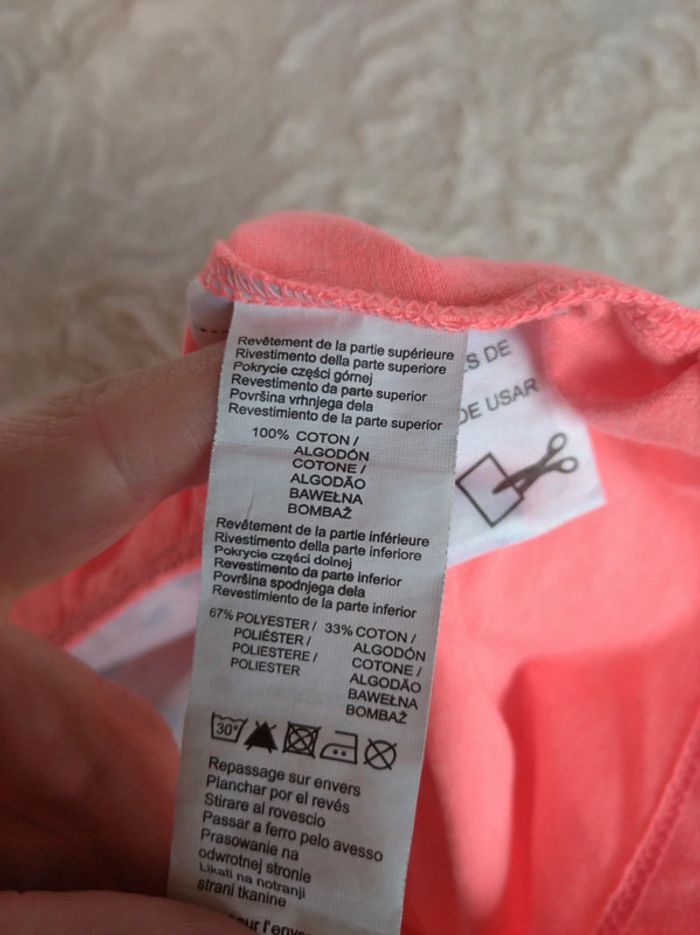 Revêtement de la partie supérieure
Rivestimento della parte superiore
Pokrycie części górnej
Revestimento da parte superior
Površina vrhnjega dela
Revestimiento de la parte superior
100% COTON /
ALGODÓN
COTONE /
ALGODÃO
BAWEŁNA
BOMBAŽ
Revêtement de la partie inférieure
Rivestimento della parte inferiore
Pokrycie części dolnej
Revestimento da parte inferior
Površina spodnjega dela
Revestimiento de la parte inferior
67% POLYESTER / 33% COTON /
POLIÉSTER / ALGODÓN
POLIESTERE / COTONE /
POLIESTER ALGODÃO
BAWEŁNA
BOMBAŽ
30°
Repassage sur envers
Planchar por el revés
Stirare al rovescio
Passar a ferro pelo avesso
Prasowanie na
odwrotnej stronie
Likati na notranji
strani tkanine
DE
DE USAR